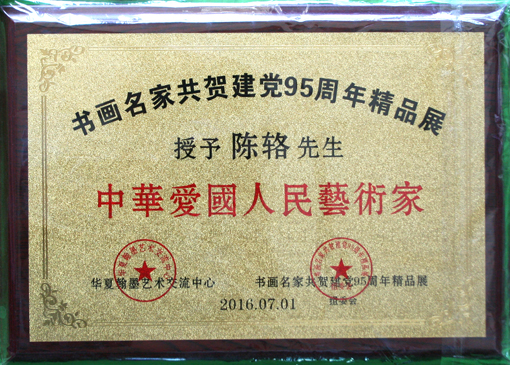 书画名家共贺建党95周年精品展
授予 陈辂 先生
中華愛國人民藝術家
华夏翰墨艺术交流中心
书画名家共贺建党95周年精品展
组委会
2016.07.01